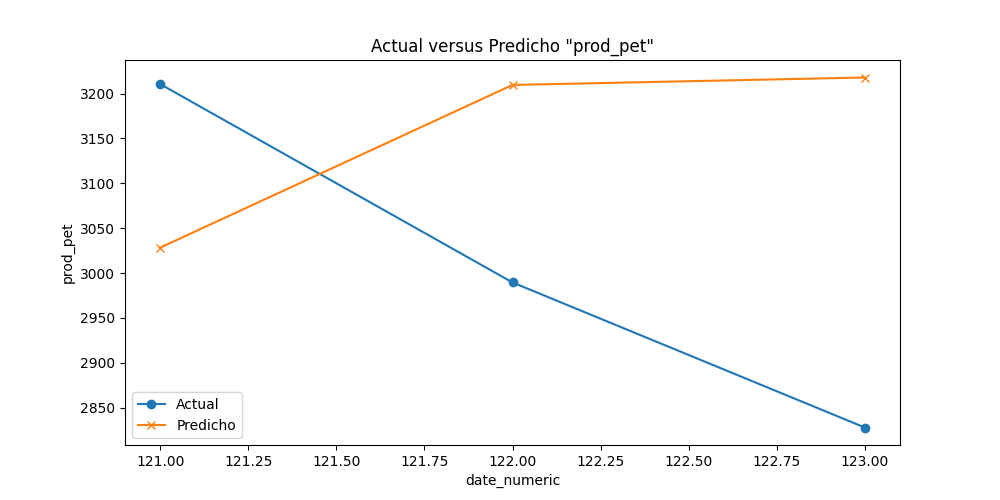 Actual versus Predicho "prod_pet"
prod_pet
3200
3150
3100
3050
3000
2950
2900
2850
Actual
Predicho
121.00 121.25 121.50 121.75 122.00 122.25 122.50 122.75 123.00
date_numeric